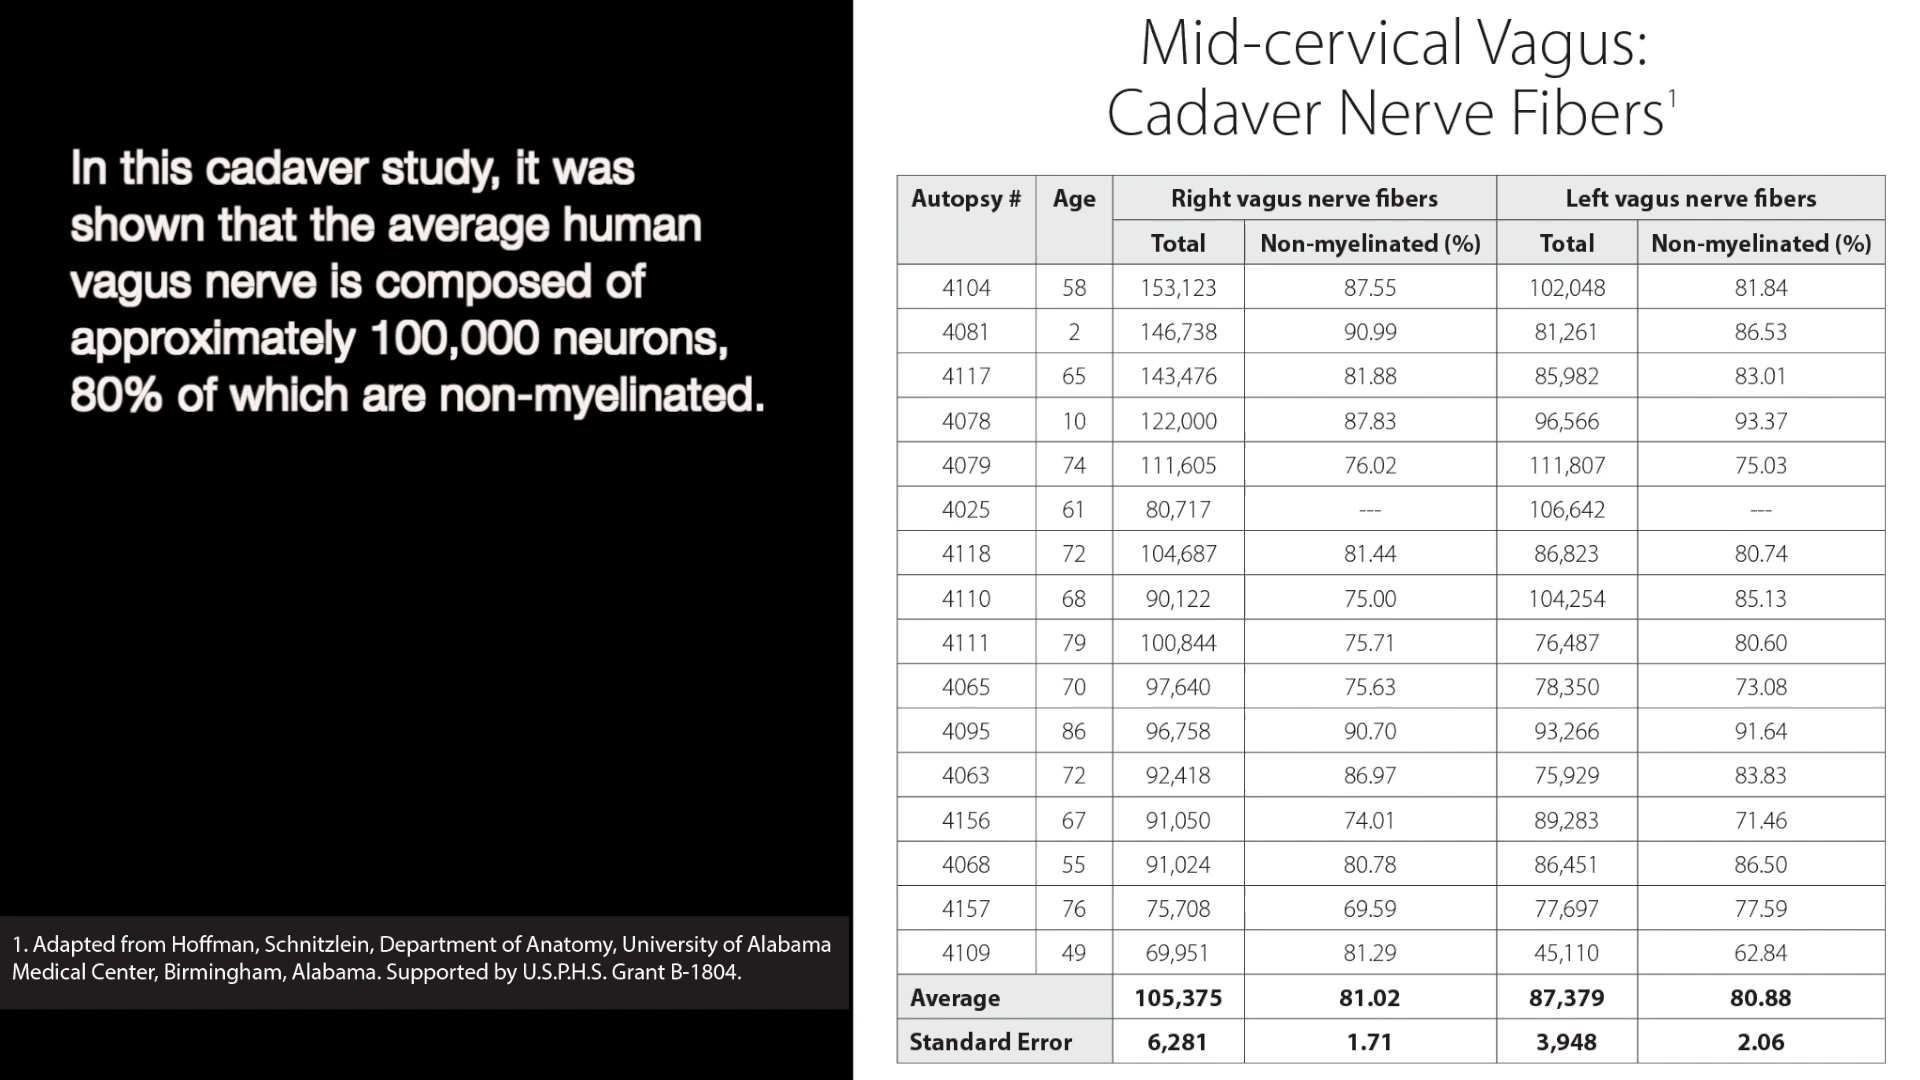 In this cadaver study, it was
shown that the average human
vagus nerve is composed of
approximately 100,000 neurons,
80% of which are non-myelinated.
1. Adapted from Hoffman, Schnitzlein, Department of Anatomy, University of Alabama
Medical Center, Birmingham, Alabama. Supported by U.S.P.H.S. Grant B-1804.
Mid-cervical Vagus:
Cadaver Nerve Fibers1
Autopsy # Age Right vagus nerve fibers Left vagus nerve fibers
Total Non-myelinated (%) Total Non-myelinated (%)
4104 58 153,123 87.55 102,048 81.84
4081 2 146,738 90.99 81,261 86.53
4117 65 143,476 81.88 85,982 83.01
4078 10 122,000 87.83 96,566 93.37
4079 74 111,605 76.02 111,807 75.03
4025 61 80,717 --- 106,642 ---
4118 72 104,687 81.44 86,823 80.74
4110 68 90,122 75.00 104,254 85.13
4111 79 100,844 75.71 76,487 80.60
4065 70 97,640 75.63 78,350 73.08
4095 86 96,758 90.70 93,266 91.64
4063 72 92,418 86.97 75,929 83.83
4156 67 91,050 74.01 89,283 71.46
4068 55 91,024 80.78 86,451 86.50
4157 76 75,708 69.59 77,697 77.59
4109 49 69,951 81.29 45,110 62.84
Average 105,375 81.02 87,379 80.88
Standard Error 6,281 1.71 3,948 2.06